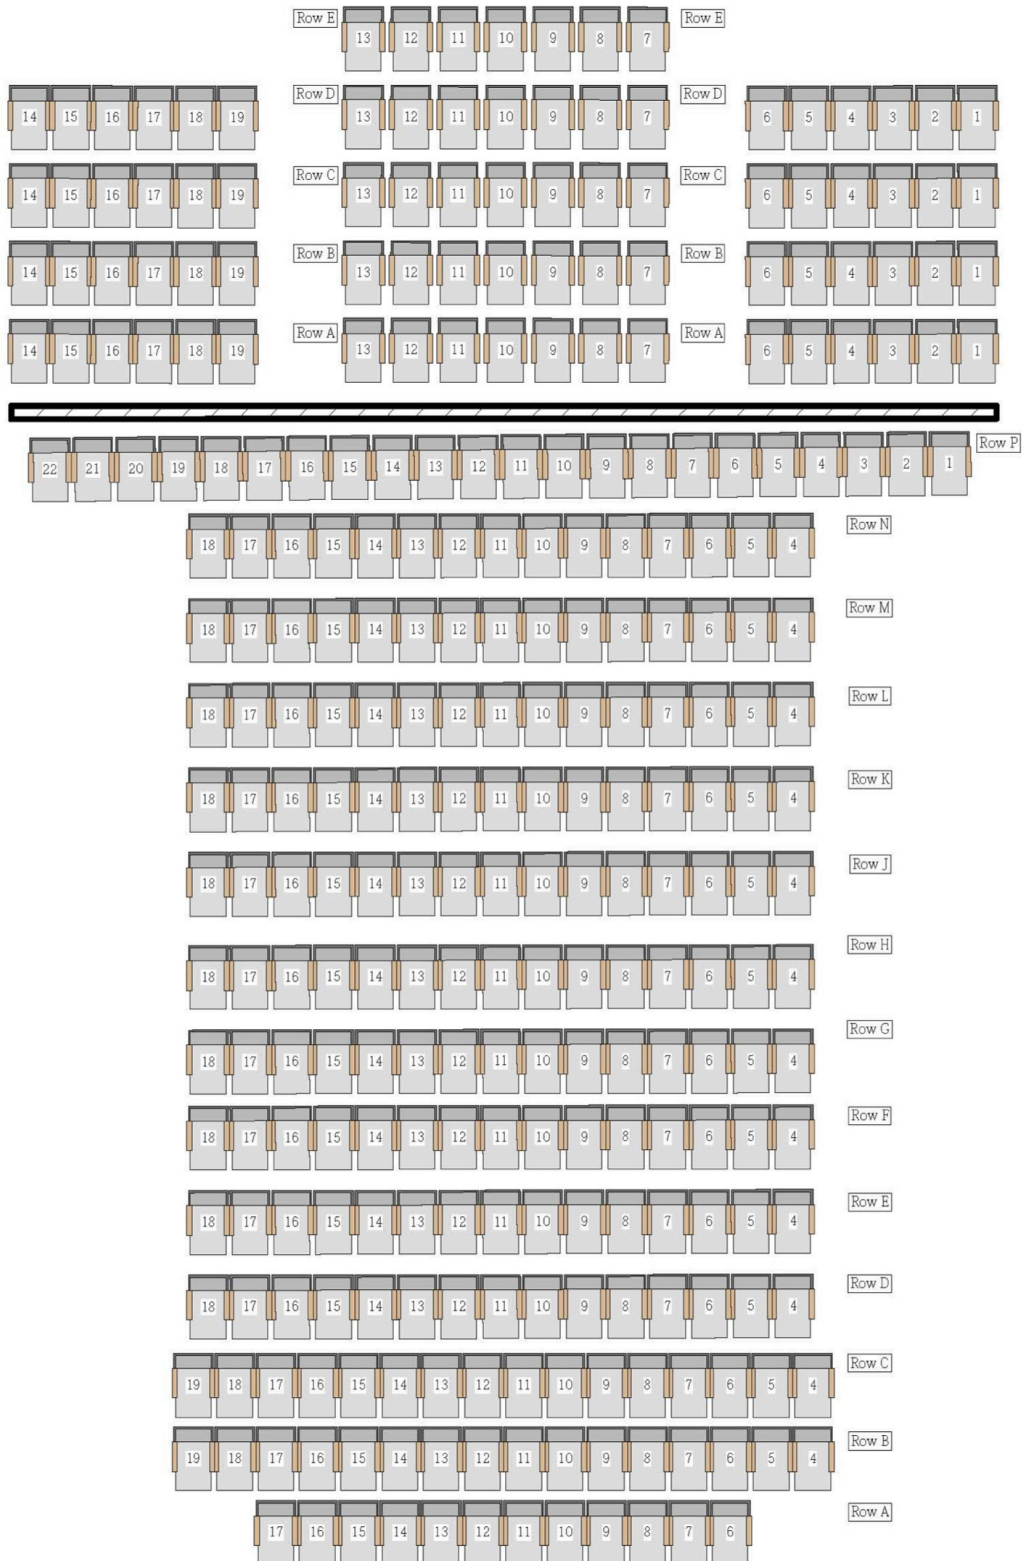 Row E 13 12 11 10 9 8 7 Row E
14 15 16 17 18 19 Row D 13 12 11 10 9 8 7 Row D 6 5 4 3 2 1
14 15 16 17 18 19 Row C 13 12 11 10 9 8 7 Row C 6 5 4 3 2 1
14 15 16 17 18 19 Row B 13 12 11 10 9 8 7 Row B 6 5 4 3 2 1
14 15 16 17 18 19 Row A 13 12 11 10 9 8 7 Row A 6 5 4 3 2 1
22 21 20 19 18 17 16 15 14 13 12 11 10 9 8 7 6 5 4 3 2 1 Row P
18 17 16 15 14 13 12 11 10 9 8 7 6 5 4 Row N
18 17 16 15 14 13 12 11 10 9 8 7 6 5 4 Row M
18 17 16 15 14 13 12 11 10 9 8 7 6 5 4 Row L
18 17 16 15 14 13 12 11 10 9 8 7 6 5 4 Row K
18 17 16 15 14 13 12 11 10 9 8 7 6 5 4 Row J
18 17 16 15 14 13 12 11 10 9 8 7 6 5 4 Row H
18 17 16 15 14 13 12 11 10 9 8 7 6 5 4 Row G
18 17 16 15 14 13 12 11 10 9 8 7 6 5 4 Row F
18 17 16 15 14 13 12 11 10 9 8 7 6 5 4 Row E
18 17 16 15 14 13 12 11 10 9 8 7 6 5 4 Row D
19 18 17 16 15 14 13 12 11 10 9 8 7 6 5 4 Row C
19 18 17 16 15 14 13 12 11 10 9 8 7 6 5 4 Row B
17 16 15 14 13 12 11 10 9 8 7 6 Row A